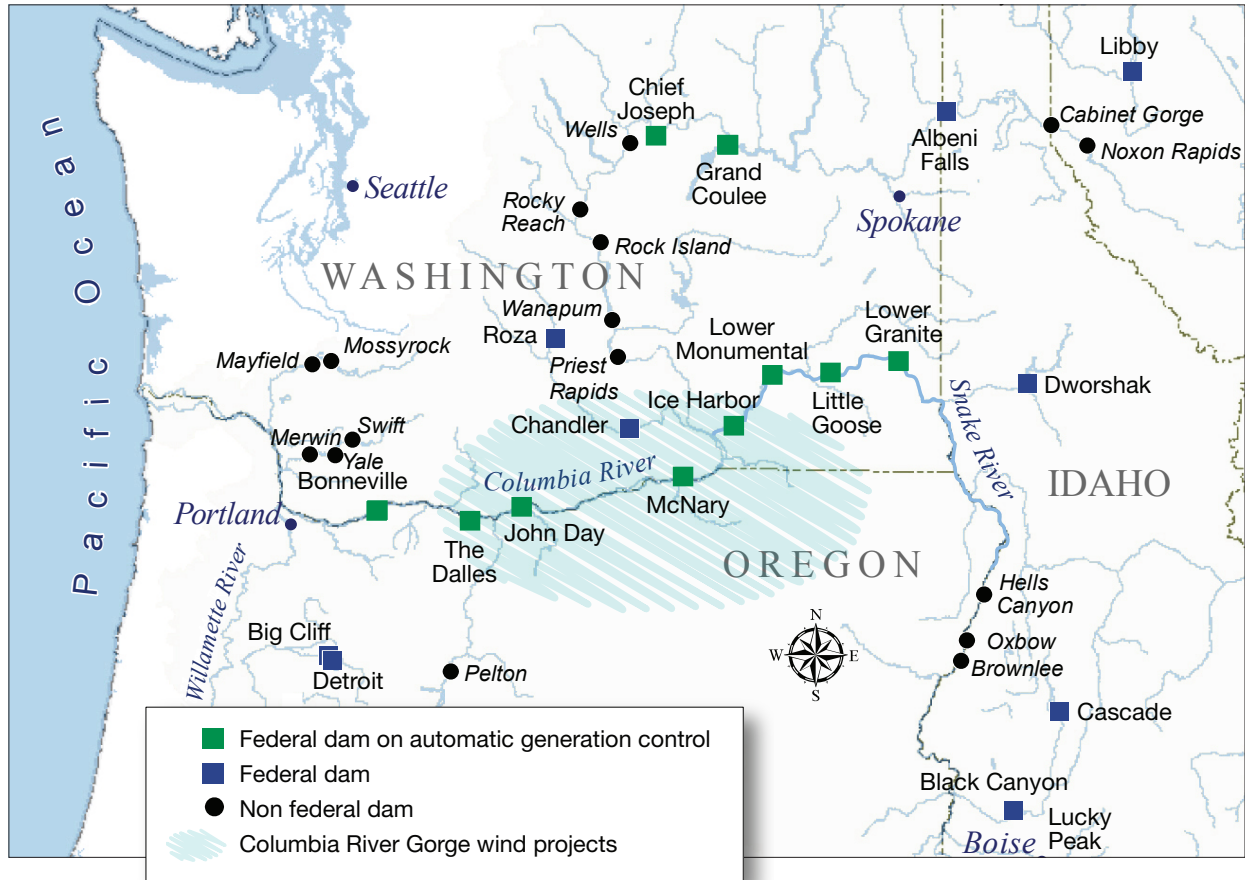 Libby
Chief
Joseph
Cabinet Gorge
Wells
Albeni
Falls
Noxon Rapids
Grand
Coulee
Pacific Ocean
Seattle
Rocky
Reach
Spokane
Rock Island
WASHINGTON
Wanapum
Roza
Lower
Monumental
Lower
Granite
Mayfield
Mossyrock
Priest
Rapids
Snake River
Dworshak
Ice Harbor
Little
Goose
Chandler
Swift
Merwin
Yale
Bonneville
Columbia River
IDAHO
McNary
Portland
John Day
The
Dalles
OREGON
Willamette River
Hells
Canyon
N
W
E
S
Big Cliff
Detroit
Oxbow
Brownlee
Pelton
Cascade
Federal dam on automatic generation control
Federal dam
Non federal dam
Columbia River Gorge wind projects
Black Canyon
Lucky
Peak
Boise